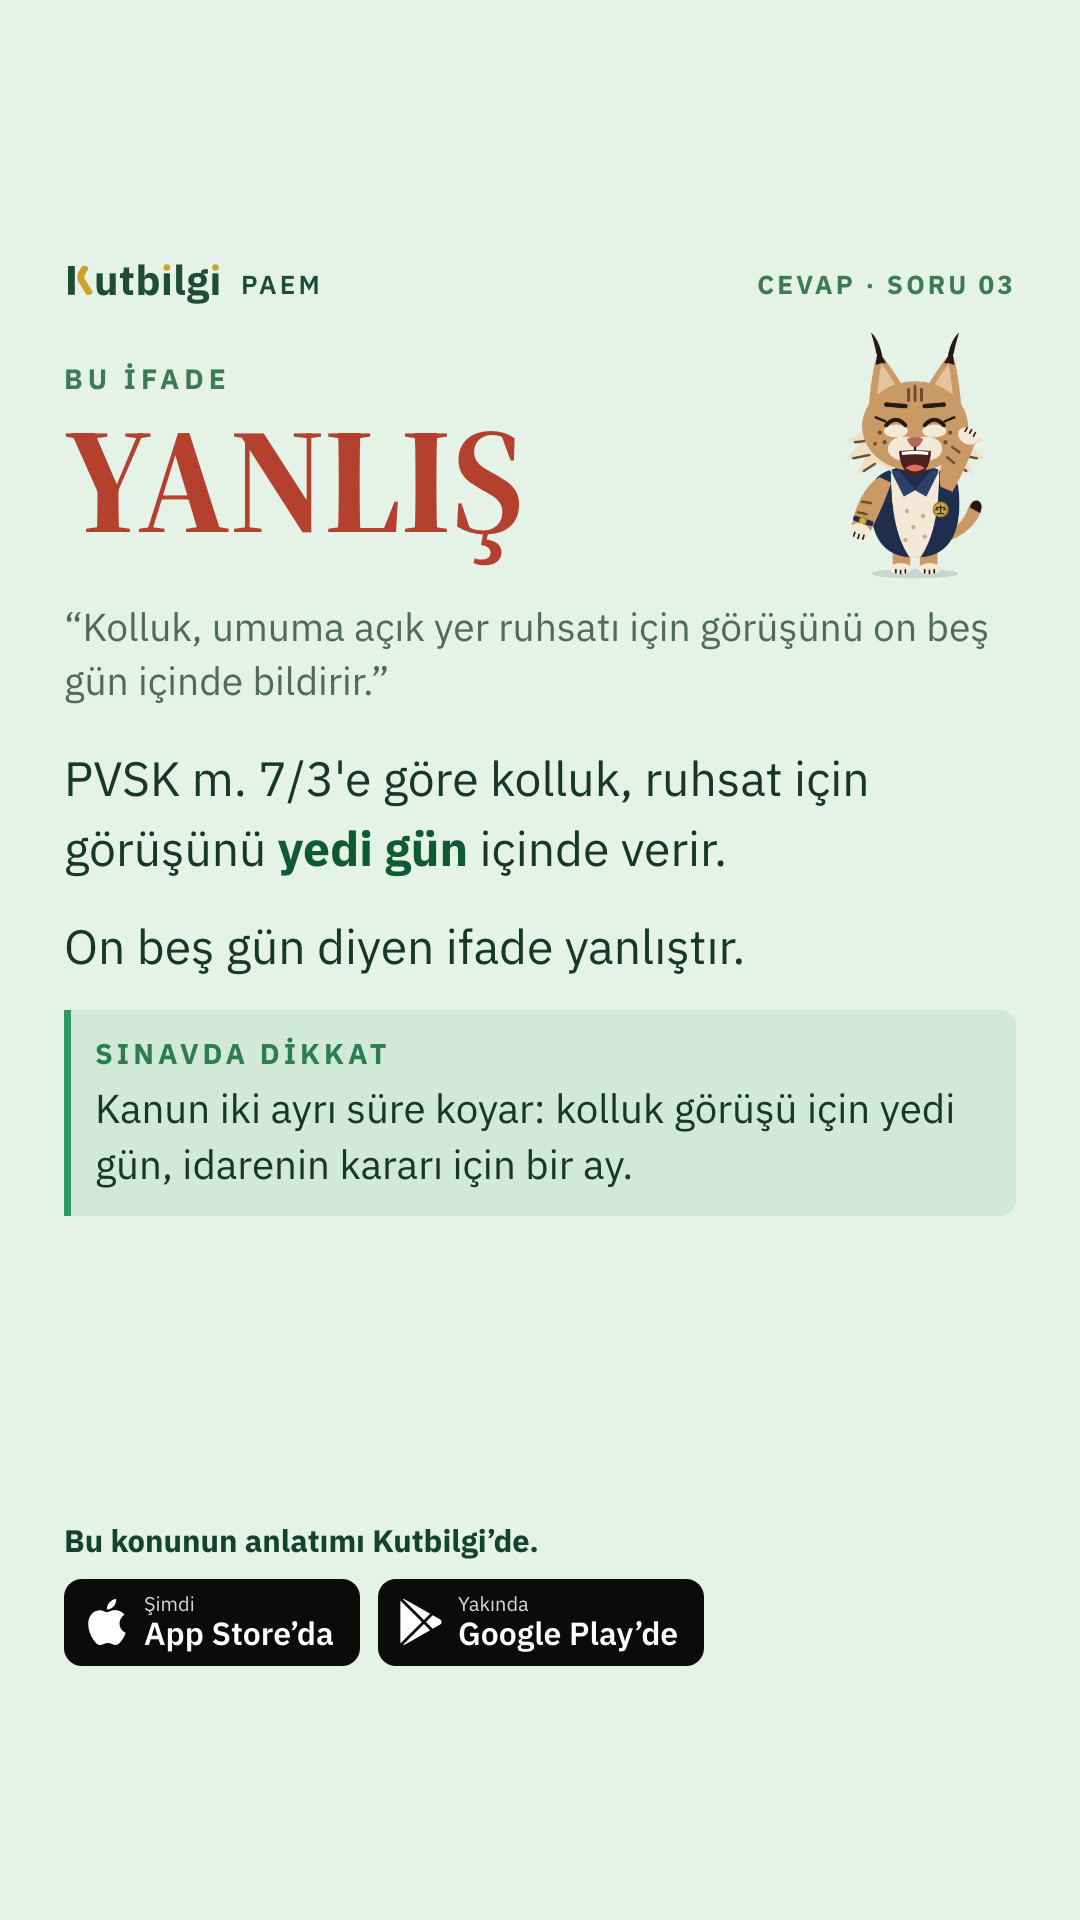 Kutbilgi PAEM
CEVAP · SORU 03
BU İFADE
YANLIŞ
“Kolluk, umuma açık yer ruhsatı için görüşünü on beş
gün içinde bildirir.”
PVSK m. 7/3'e göre kolluk, ruhsat için
görüşünü yedi gün içinde verir.
On beş gün diyen ifade yanlıştır.
SINAVDA DİKKAT
Kanun iki ayrı süre koyar: kolluk görüşü için yedi
gün, idarenin kararı için bir ay.
Bu konunun anlatımı Kutbilgi’de.
Şimdi
App Store’da
Yakında
Google Play’de